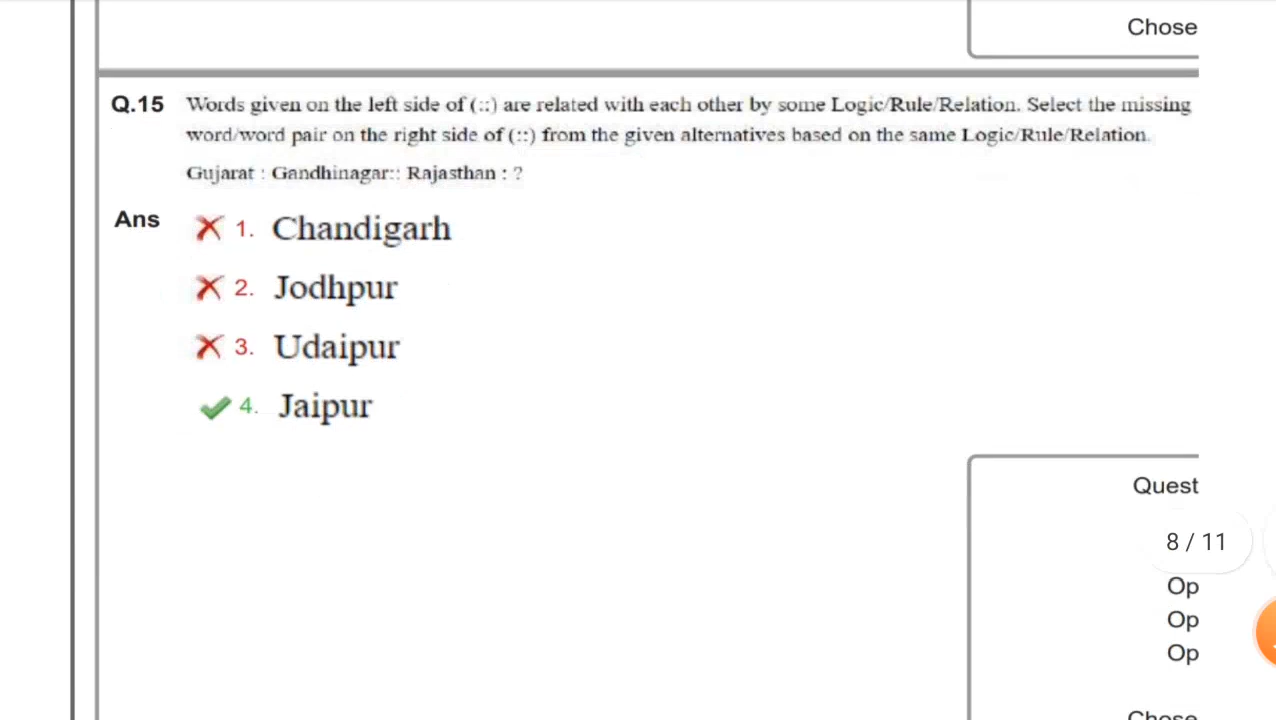 Chose
Q.15 Words given on the left side of (::) are related with each other by some Logic/Rule/Relation. Select the missing
word/word pair on the right side of (::) from the given alternatives based on the same Logic/Rule/Relation.
Gujarat : Gandhinagar:: Rajasthan : ?
Ans 1. Chandigarh
2. Jodhpur
3. Udaipur
4. Jaipur
Quest
8 / 11
Op
Op
Op
Chose